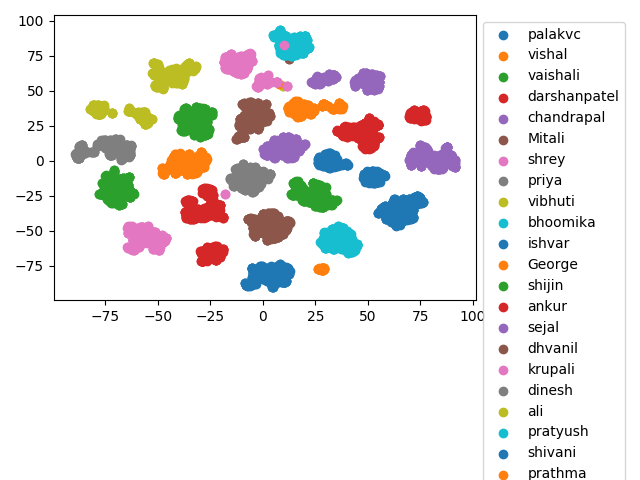 100
75
50
25
0
−25
−50
−75
−75
−50
−25
0
25
50
75
100
palakvc
vishal
vaishali
darshanpatel
chandrapal
Mitali
shrey
priya
vibhuti
bhoomika
ishvar
George
shijin
ankur
sejal
dhvanil
krupali
dinesh
ali
pratyush
shivani
prathma